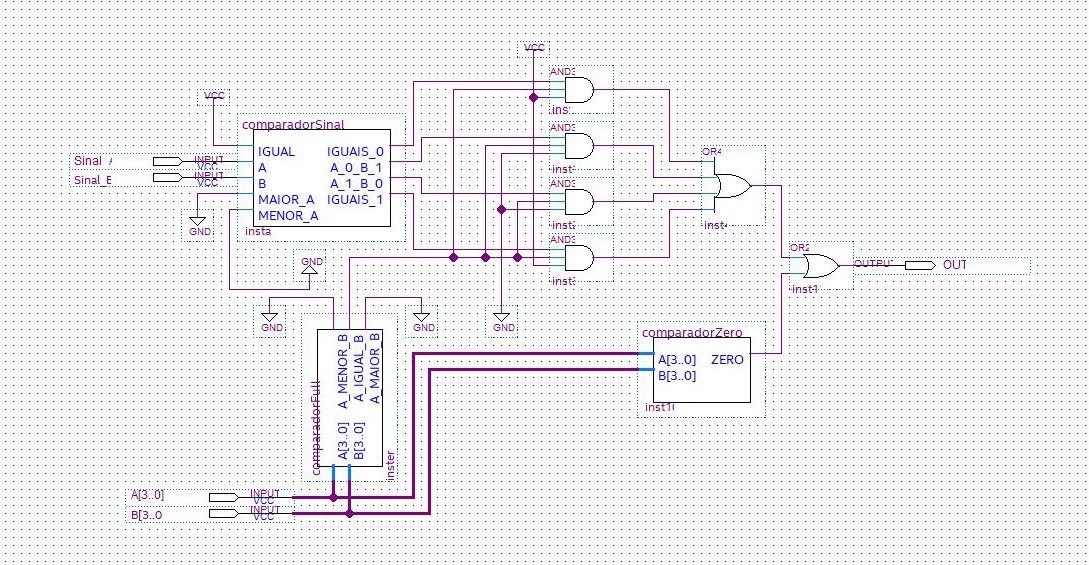 VCC
AND3
ins
VCC
comparadorSinal
AND3
inst
OR4
Sinal_A
INPUT
VCC
Sinal_B
INPUT
VCC
IGUAL
A
B
MAIOR_A
MENOR_A
IGUAIS_0
A_0_B_1
A_1_B_0
IGUAIS_1
insta
GND
AND3
inst
inst
AND3
inst
OR2
OUTPUT
OUT
inst1
GND
GND
GND
GND
comparadorFull
A_MENOR_B
A_IGUAL_B
A_MAIOR_B
A[3..0]
B[3..0]
inster
comparadorZero
A[3..0]
B[3..0]
ZERO
inst1
A[3..0]
INPUT
VCC
B[3..0
INPUT
VCC